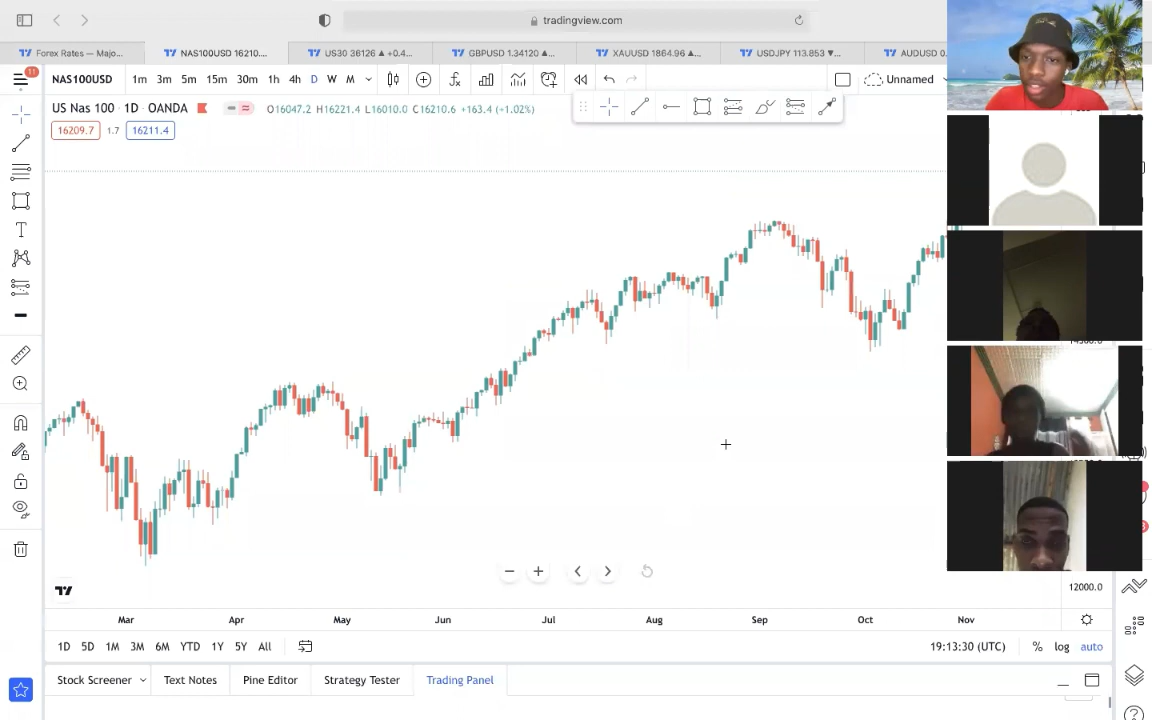 tradingview.com
Forex Rates — Majo...
NAS100USD 16210....
US30 36126 ▲ +0.4...
GBPUSD 1.34120 ▲...
XAUUSD 1864.96 ▲...
USDJPY 113.853 ▼...
AUDUSD 0.
11
NAS100USD 1m 3m 5m 15m 30m 1h 4h D W M
Unnamed
US Nas 100 · 1D · OANDA
O16047.2 H16221.4 L16010.0 C16210.6 +163.4 (+1.02%)
16209.7 1.7 16211.4
12000.0
Mar Apr May Jun Jul Aug Sep Oct Nov
1D 5D 1M 3M 6M YTD 1Y 5Y All
19:13:30 (UTC) % log auto
Stock Screener Text Notes Pine Editor Strategy Tester Trading Panel